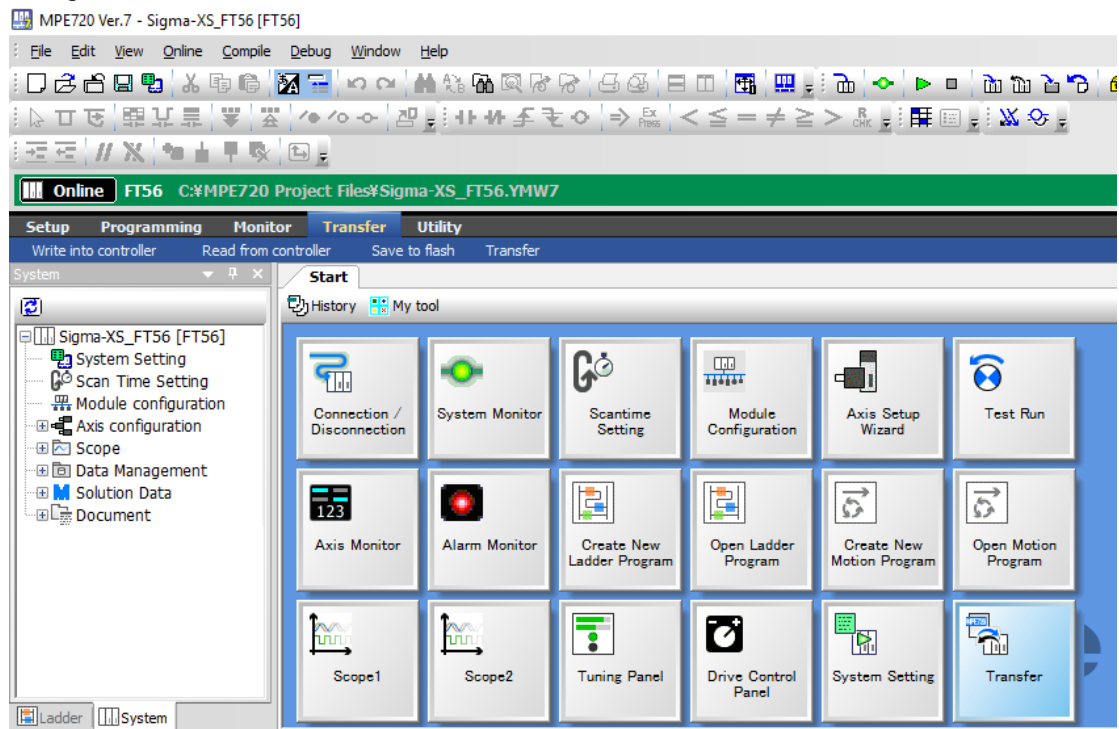 MPE720 Ver.7 - Sigma-XS_FT56 [FT56]
File Edit View Online Compile Debug Window Help
Online FT56 C:¥MPE720 Project Files¥Sigma-XS_FT56.YMW7
Setup Programming Monitor Transfer Utility
Write into controller Read from controller Save to flash Transfer
System
Start
History My tool
Sigma-XS_FT56 [FT56]
System Setting
Scan Time Setting
Module configuration
Axis configuration
Scope
Data Management
Solution Data
Document
Connection /
Disconnection
System Monitor
Scantime
Setting
Module
Configuration
Axis Setup
Wizard
Test Run
123
Axis Monitor
Alarm Monitor
Create New
Ladder Program
Open Ladder
Program
Create New
Motion Program
Open Motion
Program
Scope1
Scope2
Tuning Panel
Drive Control
Panel
System Setting
Transfer
Ladder System